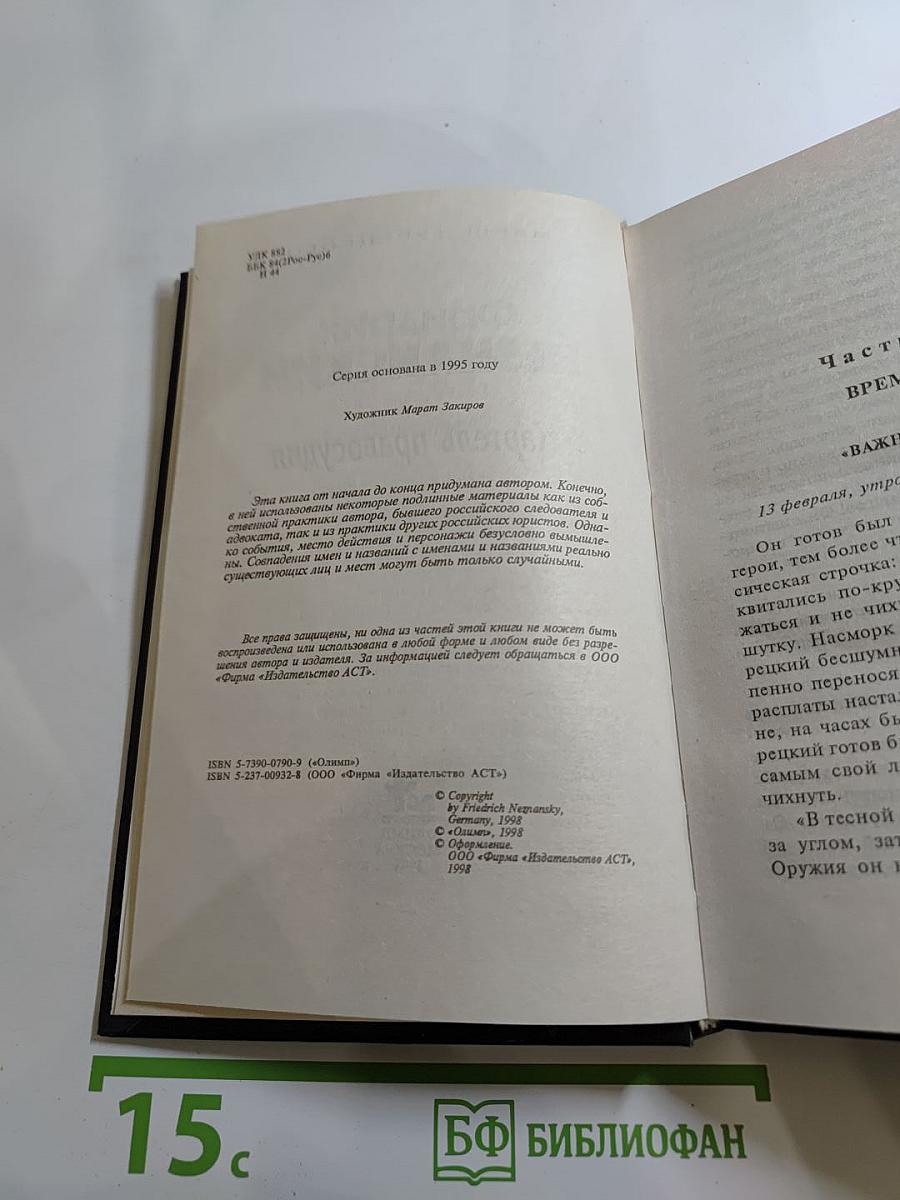 УДК 882
ББК 84(2Рос-Рус)6
Н 44
Серия основана в 1995 году
Художник Марат Закиров
Эта книга от начала до конца придумана автором. Конечно,
в ней использованы некоторые подлинные материалы как из соб-
ственной практики автора, бывшего российского следователя и
адвоката, так и из практики других российских юристов. Одна-
ко события, место действия и персонажи безусловно вымышле-
ны. Совпадения имен и названий с именами и названиями реально
существующих лиц и мест могут быть только случайными.
Все права защищены, ни одна из частей этой книги не может быть
воспроизведена или использована в любой форме и любом виде без разре-
шения автора и издателя. За информацией следует обращаться в ООО
«Фирма «Издательство АСТ».
ISBN 5-7390-0790-9 («Олимп»)
ISBN 5-237-00932-8 (ООО «Фирма «Издательство АСТ»)
© Copyright
by Friedrich Neznansky,
Germany, 1998
© «Олимп», 1998
© Оформление.
ООО «Фирма «Издательство АСТ»,
1998
Част
ВРЕМ
«ВАЖН
13 февраля, утро
Он готов был
герои, тем более чт
сическая строчка:
квитались по-кру
жаться и не чих
шутку. Насморк
рецкий бесшумн
пенно перенося
расплаты настал
не, на часах бы
рецкий готов б
самым свой л
чихнуть.
«В тесной
за углом, зат
Оружия он н
15 с
БФ БИБЛИОФАН